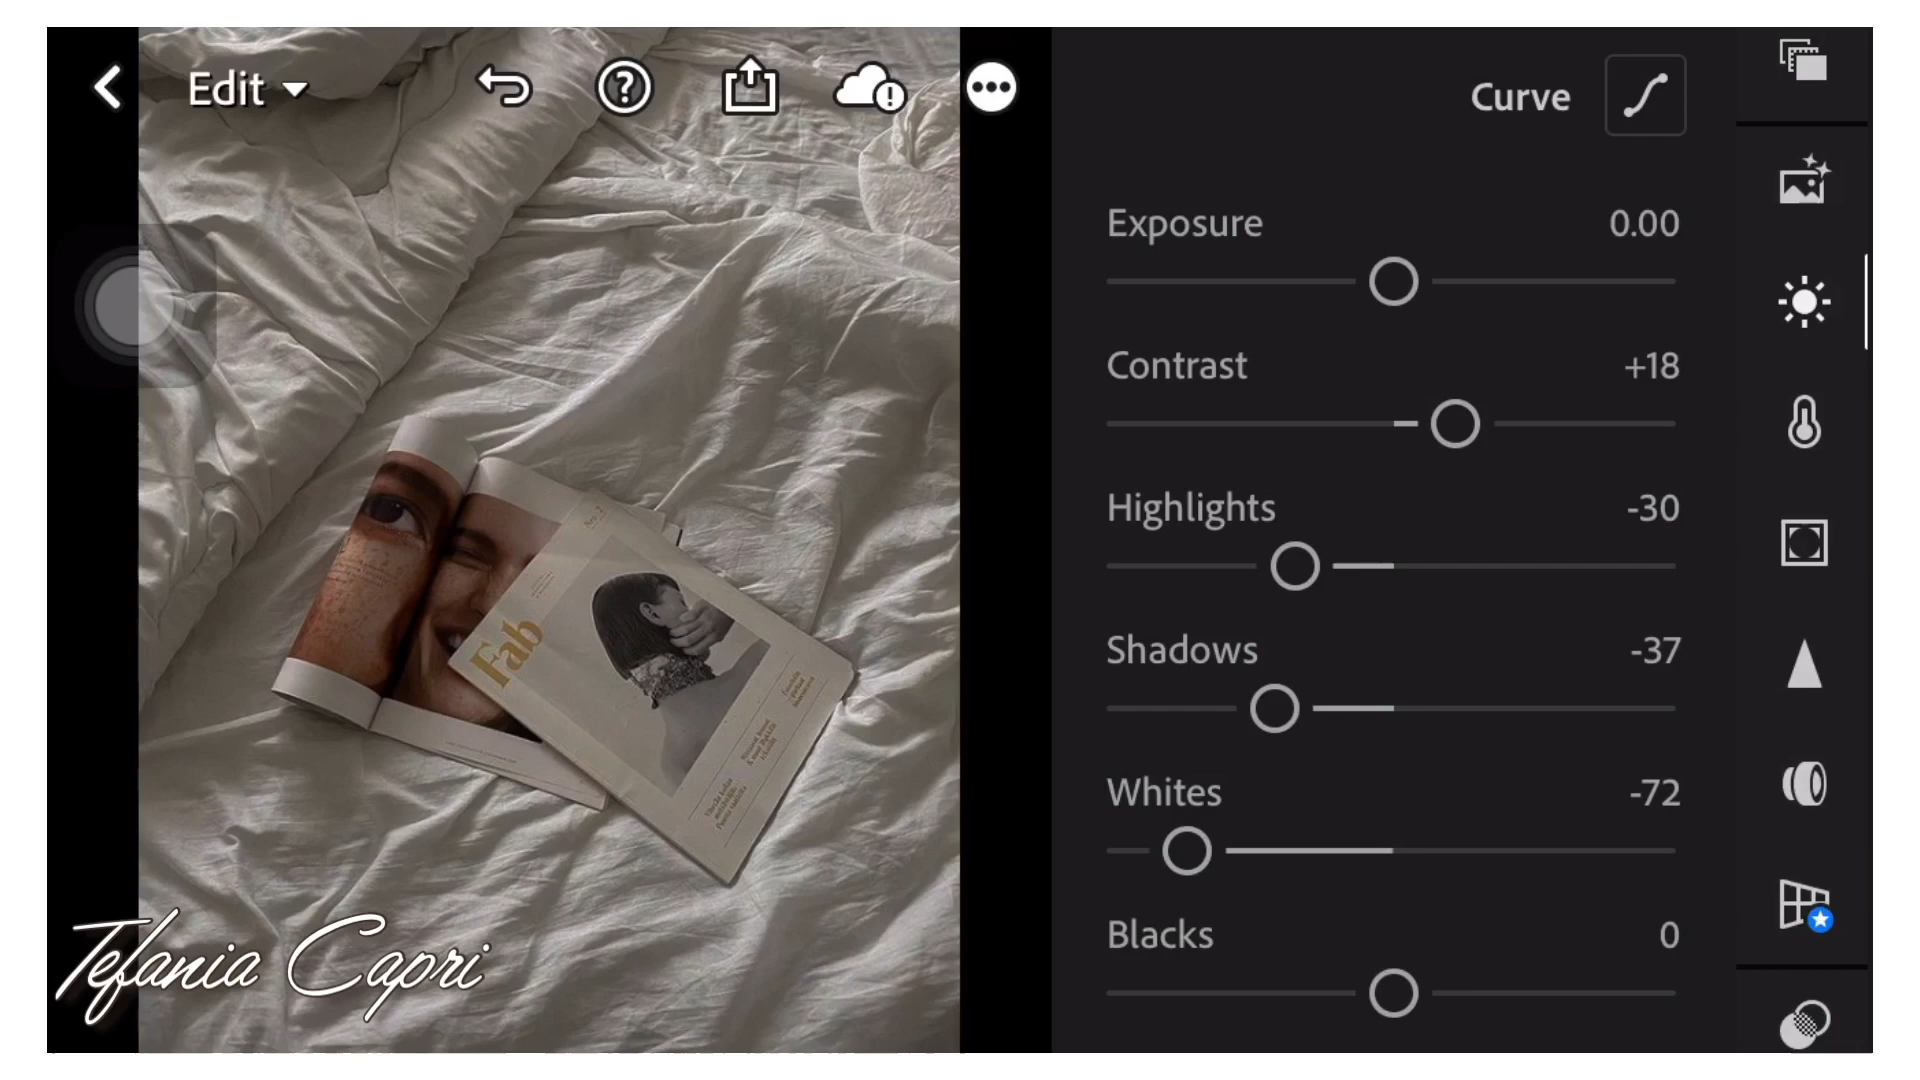 Edit
Curve
Exposure 0.00
Contrast +18
Highlights -30
Shadows -37
Whites -72
Blacks 0
Fab
Tefania Capri